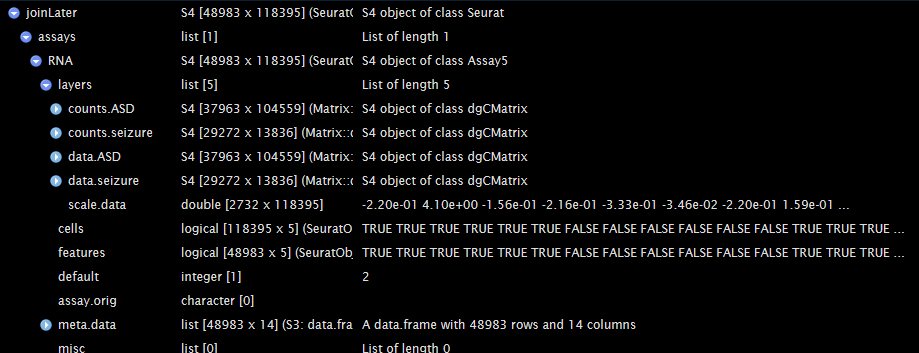 joinLater S4 [48983 x 118395] (SeuratO S4 object of class Seurat
assays list [1] List of length 1
RNA S4 [48983 x 118395] (SeuratO S4 object of class Assay5
layers list [5] List of length 5
counts.ASD S4 [37963 x 104559] (Matrix: S4 object of class dgCMatrix
counts.seizure S4 [29272 x 13836] (Matrix::d S4 object of class dgCMatrix
data.ASD S4 [37963 x 104559] (Matrix: S4 object of class dgCMatrix
data.seizure S4 [29272 x 13836] (Matrix::d S4 object of class dgCMatrix
scale.data double [2732 x 118395] -2.20e-01 4.10e+00 -1.56e-01 -2.16e-01 -3.33e-01 -3.46e-02 -2.20e-01 1.59e-01 ...
cells logical [118395 x 5] (SeuratO TRUE TRUE TRUE TRUE TRUE TRUE FALSE FALSE FALSE FALSE FALSE FALSE TRUE TRUE TRUE ...
features logical [48983 x 5] (SeuratObj TRUE TRUE TRUE TRUE TRUE TRUE FALSE FALSE FALSE FALSE FALSE FALSE TRUE TRUE TRUE ...
default integer [1] 2
assay.orig character [0]
meta.data list [48983 x 14] (S3: data.fra A data.frame with 48983 rows and 14 columns
misc list [0] List of length 0